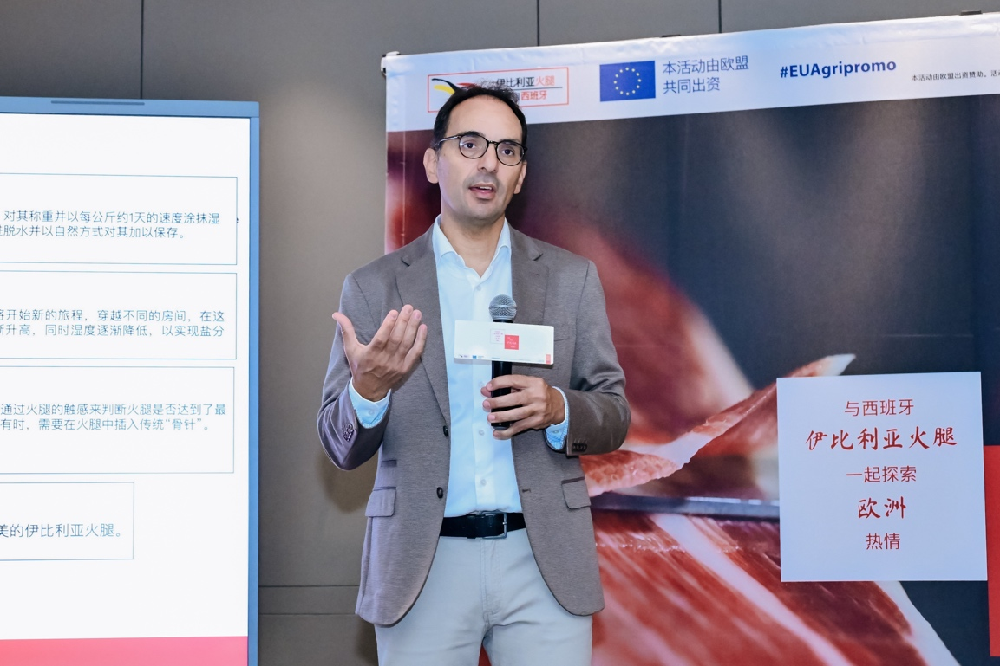 对其称重并以每公斤约1天的速度涂抹湿
脱水并以自然方式对其加以保存。
开始新的旅程，穿越不同的房间，在这
升高，同时湿度逐渐降低，以实现盐分
通过火腿的触感来判断火腿是否达到了最
有时，需要在火腿中插入传统“骨针”。
美的伊比利亚火腿。
伊比利亚火腿
西班牙
本活动由欧盟
共同出资
#EUAgripromo
本活动由欧盟出资赞助。
与西班牙
伊比利亚火腿
一起探索
欧洲
热情